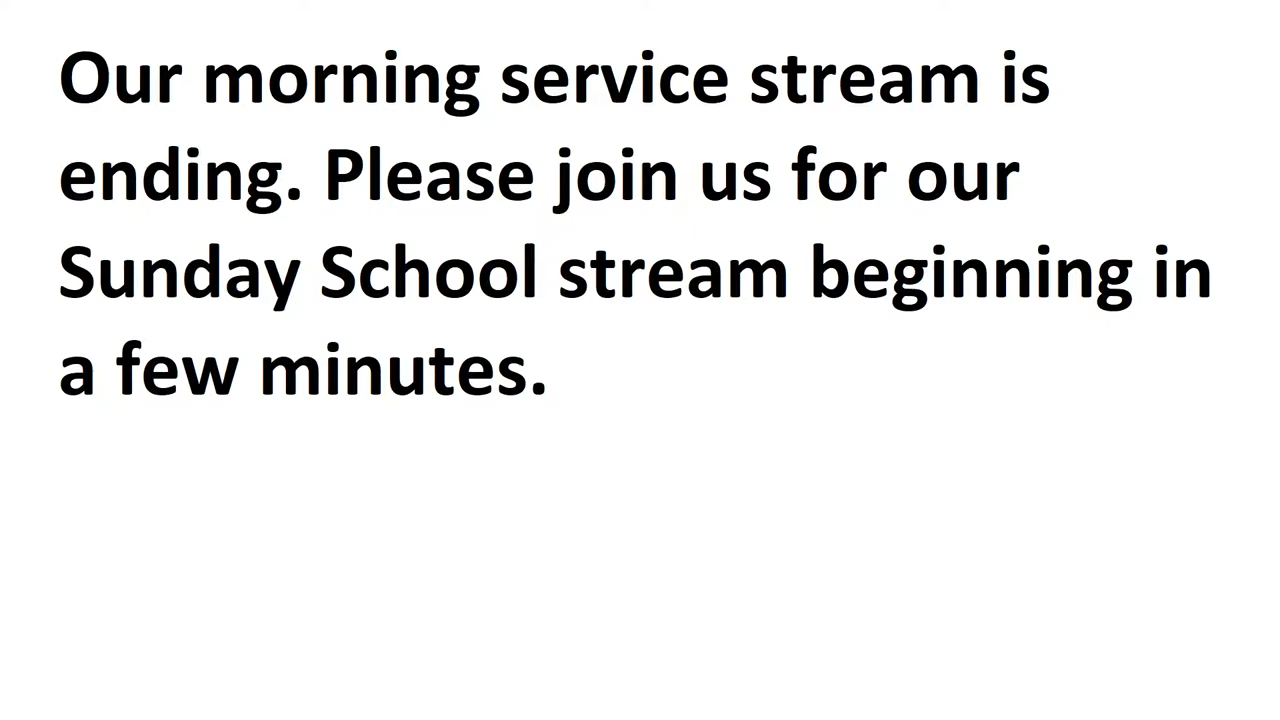 Our morning service stream is
ending. Please join us for our
Sunday School stream beginning in
a few minutes.